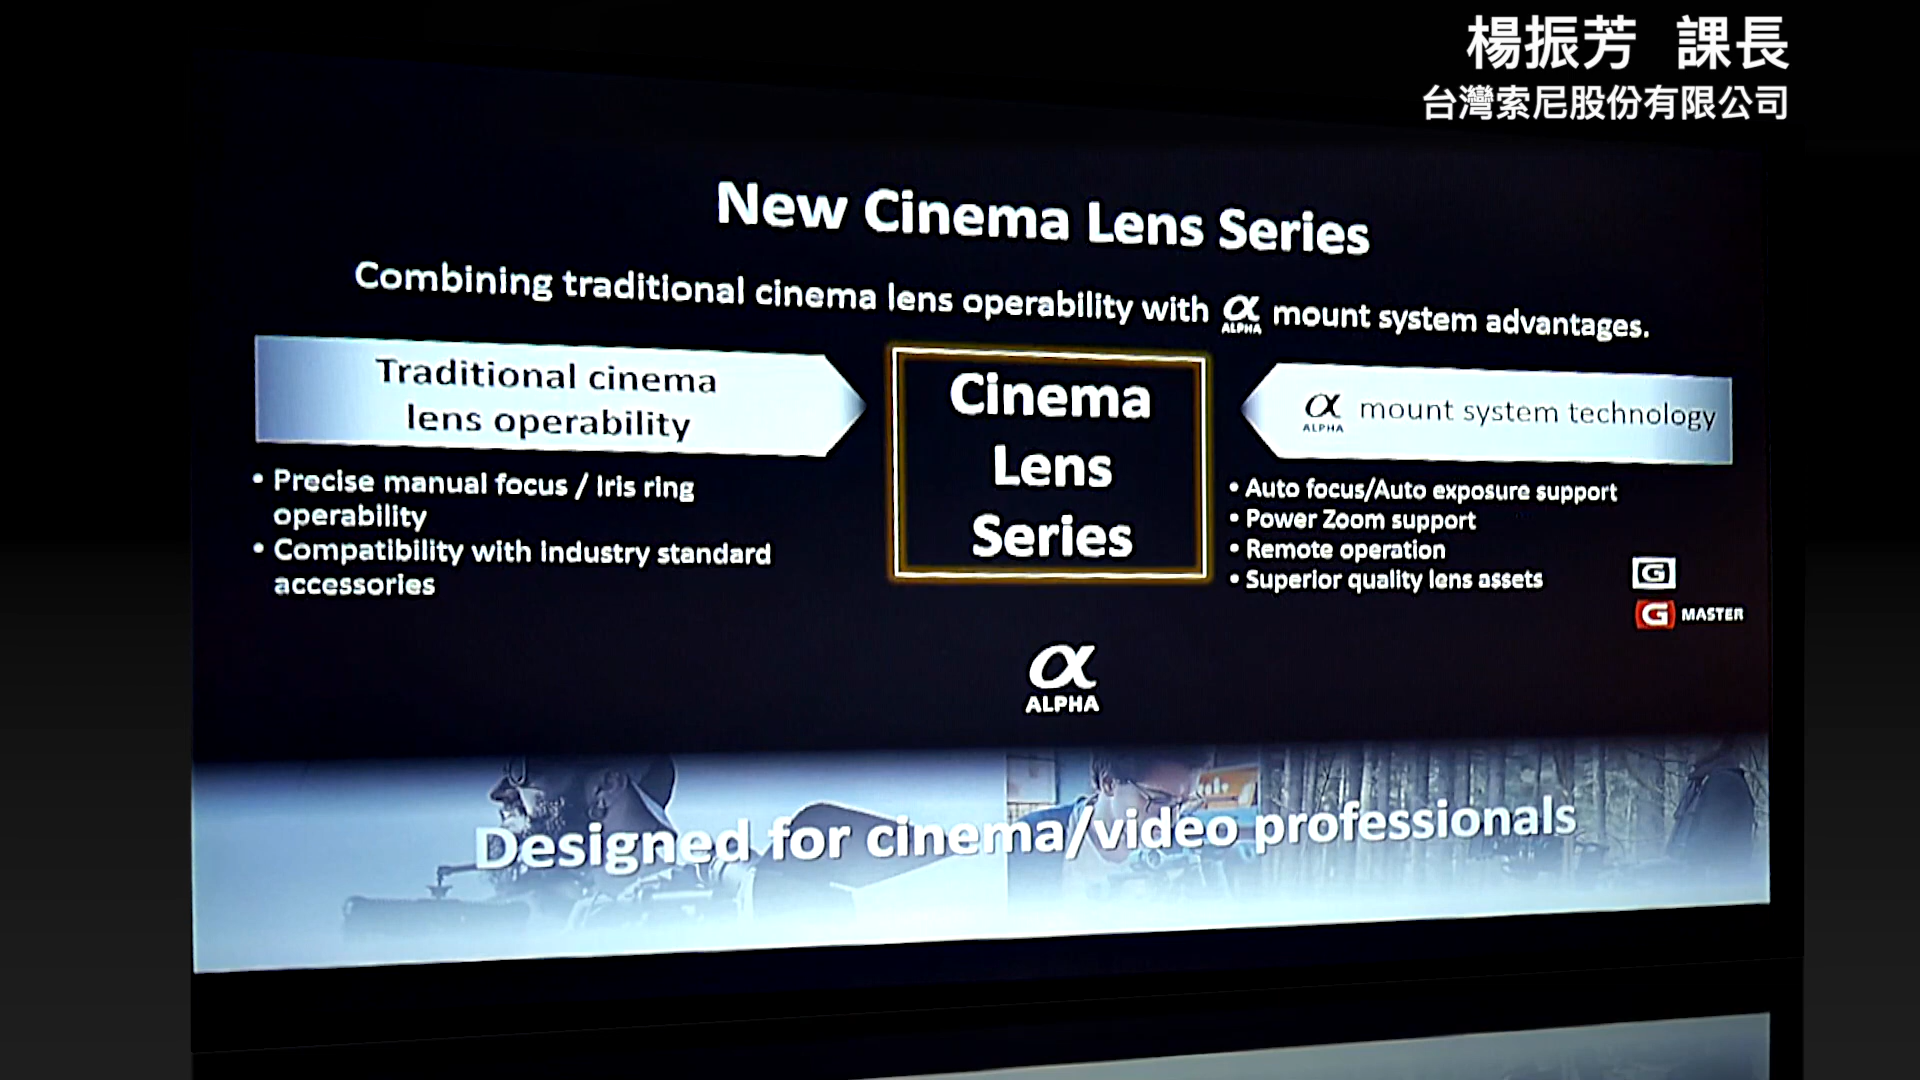 楊振芳 課長
台灣索尼股份有限公司
New Cinema Lens Series
Combining traditional cinema lens operability with α ALPHA mount system advantages.
Traditional cinema
lens operability
• Precise manual focus / Iris ring
operability
• Compatibility with industry standard
accessories
Cinema
Lens
Series
α ALPHA mount system technology
• Auto focus/Auto exposure support
• Power Zoom support
• Remote operation
• Superior quality lens assets
G
G MASTER
α
ALPHA
Designed for cinema/video professionals